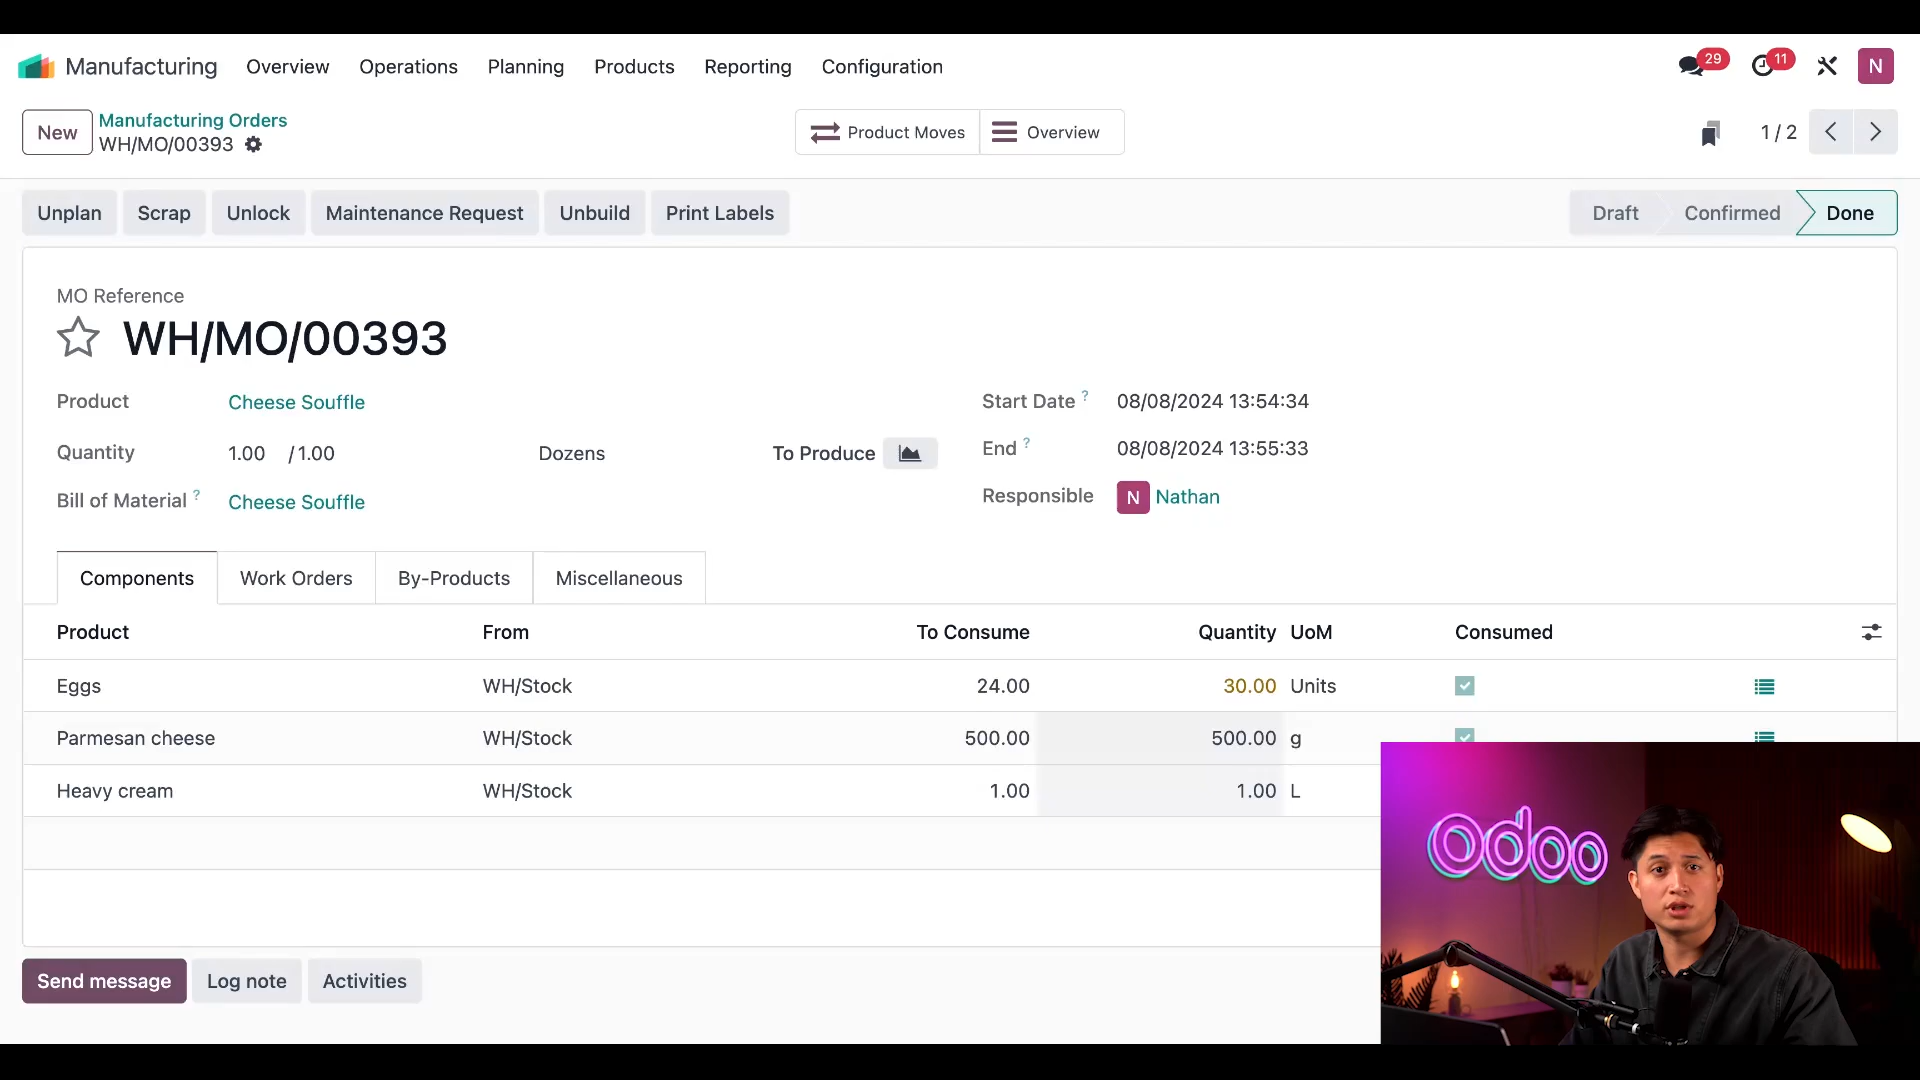 Manufacturing Overview Operations Planning Products Reporting Configuration 29 11 N
New Manufacturing Orders Product Moves Overview 1 / 2
WH/MO/00393
Unplan Scrap Unlock Maintenance Request Unbuild Print Labels Draft Confirmed Done
MO Reference
WH/MO/00393
Product Cheese Souffle Start Date ? 08/08/2024 13:54:34
Quantity 1.00 / 1.00 Dozens To Produce End ? 08/08/2024 13:55:33
Bill of Material ? Cheese Souffle Responsible N Nathan
Components Work Orders By-Products Miscellaneous
Product From To Consume Quantity UoM Consumed
Eggs WH/Stock 24.00 30.00 Units
Parmesan cheese WH/Stock 500.00 500.00 g
Heavy cream WH/Stock 1.00 1.00 L
odoo
Send message Log note Activities